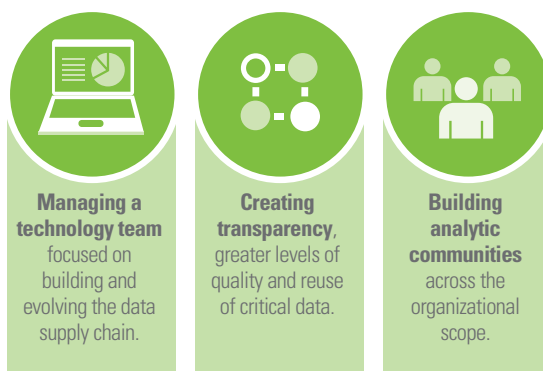 Managing a
technology team
focused on
building and
evolving the data
supply chain.
Creating
transparency,
greater levels of
quality and reuse
of critical data.
Building
analytic
communities
across the
organizational
scope.